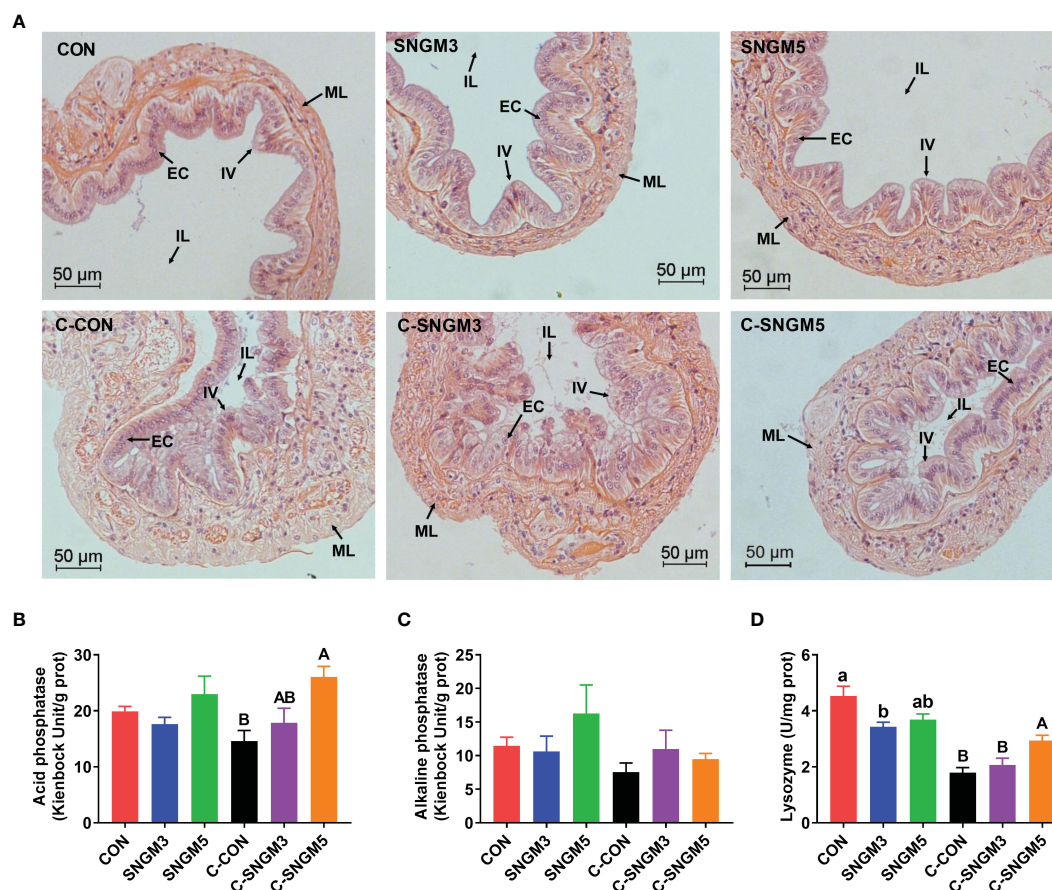 A
CON
ML
EC
IV
IL
50 µm
SNGM3
IL
EC
IV
ML
50 µm
SNGM5
IL
EC
IV
ML
50 µm
C-CON
IL
IV
EC
ML
50 µm
C-SNGM3
IL
IV
EC
ML
50 µm
C-SNGM5
EC
IL
ML
IV
50 µm
B
Acid phosphatase
(Kienbock Unit/g prot)
30
20
10
0
B
AB
A
CON
SNGM3
SNGM5
C-CON
C-SNGM3
C-SNGM5
C
Alkaline phosphatase
(Kienbock Unit/g prot)
25
20
15
10
5
0
CON
SNGM3
SNGM5
C-CON
C-SNGM3
C-SNGM5
D
Lysozyme (U/mg prot)
6
4
2
0
a
b
ab
B
B
A
CON
SNGM3
SNGM5
C-CON
C-SNGM3
C-SNGM5